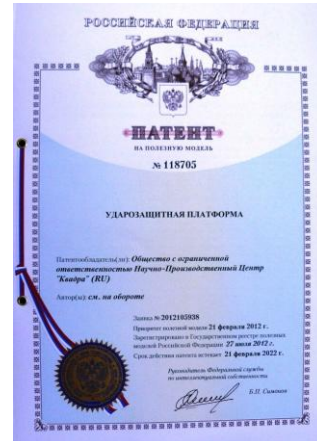 РОССИЙСКАЯ ФЕДЕРАЦИЯ
ПАТЕНТ
НА ПОЛЕЗНУЮ МОДЕЛЬ
№ 118705
УДАРОЗАЩИТНАЯ ПЛАТФОРМА
Патентообладатель(ли): Общество с ограниченной
ответственностью Научно-Производственный Центр
"Квадра" (RU)
Автор(ы): см. на обороте
Заявка № 2012105938
Приоритет полезной модели 21 февраля 2012 г.
Зарегистрировано в Государственном реестре полезных
моделей Российской Федерации 27 июля 2012 г.
Срок действия патента истекает 21 февраля 2022 г.
Руководитель Федеральной службы
по интеллектуальной собственности
Б.П. Симонов